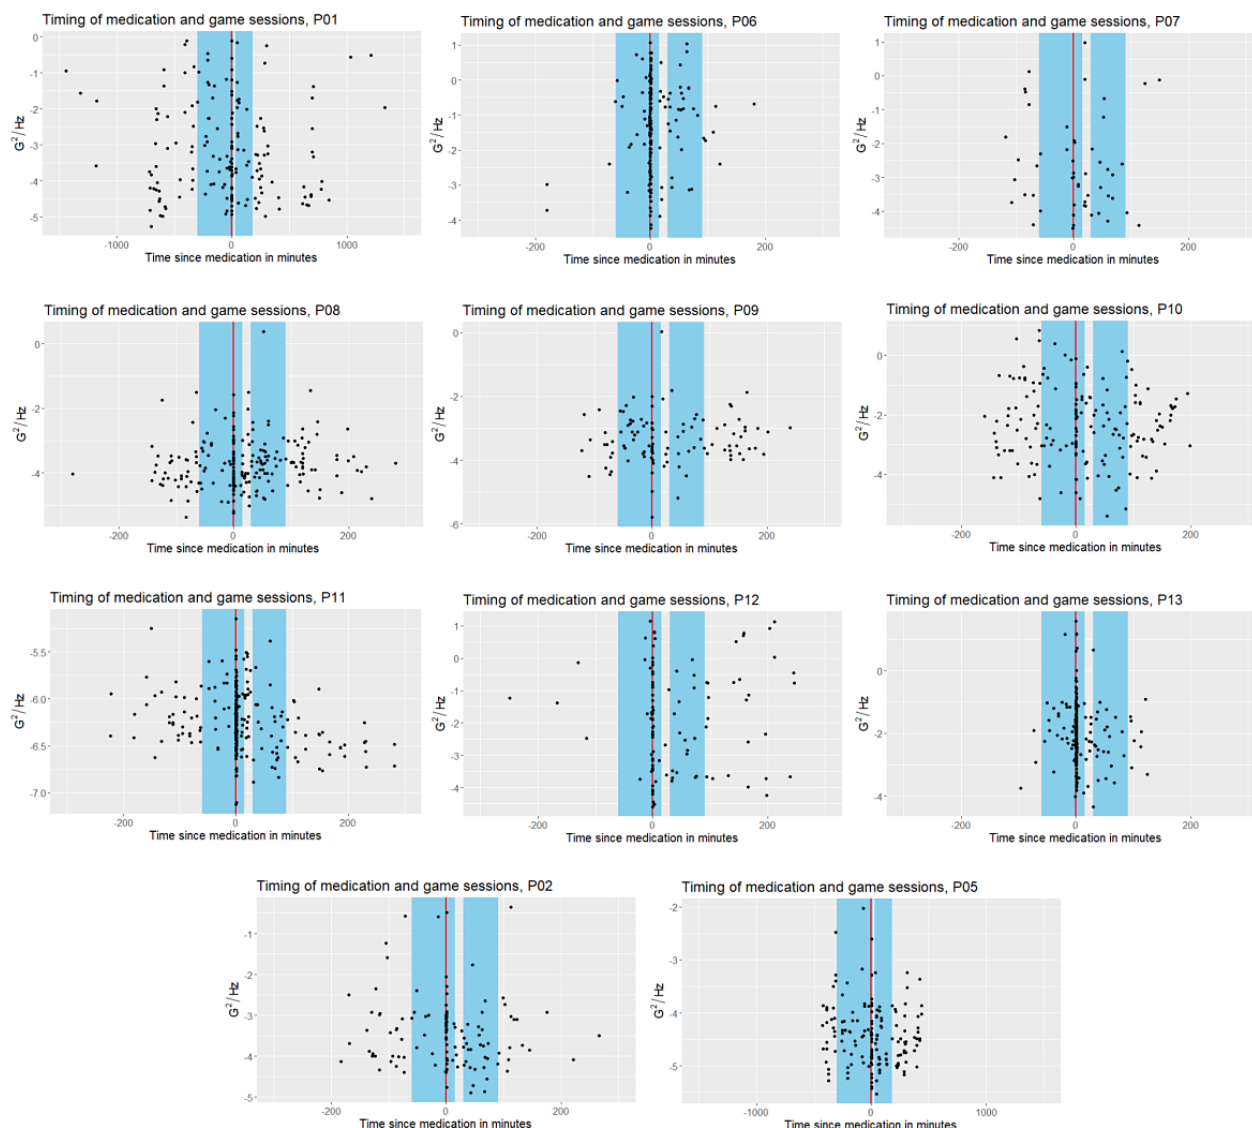 Timing of medication and game sessions, P01
0
-1
-2
-3
-4
-5
G²/Hz
-1000 0 1000
Time since medication in minutes
Timing of medication and game sessions, P06
1
0
-1
-2
-3
-4
G²/Hz
-200 0 200
Time since medication in minutes
Timing of medication and game sessions, P07
1
0
-1
-2
-3
-4
G²/Hz
-200 0 200
Time since medication in minutes
Timing of medication and game sessions, P08
0
-2
-4
G²/Hz
-200 0 200
Time since medication in minutes
Timing of medication and game sessions, P09
0
-2
-4
-6
G²/Hz
-200 0 200
Time since medication in minutes
Timing of medication and game sessions, P10
0
-2
-4
G²/Hz
-200 0 200
Time since medication in minutes
Timing of medication and game sessions, P11
-5.5
-6.0
-6.5
-7.0
G²/Hz
-200 0 200
Time since medication in minutes
Timing of medication and game sessions, P12
1
0
-1
-2
-3
-4
G²/Hz
-200 0 200
Time since medication in minutes
Timing of medication and game sessions, P13
0
-2
-4
G²/Hz
-200 0 200
Time since medication in minutes
Timing of medication and game sessions, P02
-1
-2
-3
-4
-5
G²/Hz
-200 0 200
Time since medication in minutes
Timing of medication and game sessions, P05
-2
-3
-4
-5
G²/Hz
-1000 0 1000
Time since medication in minutes